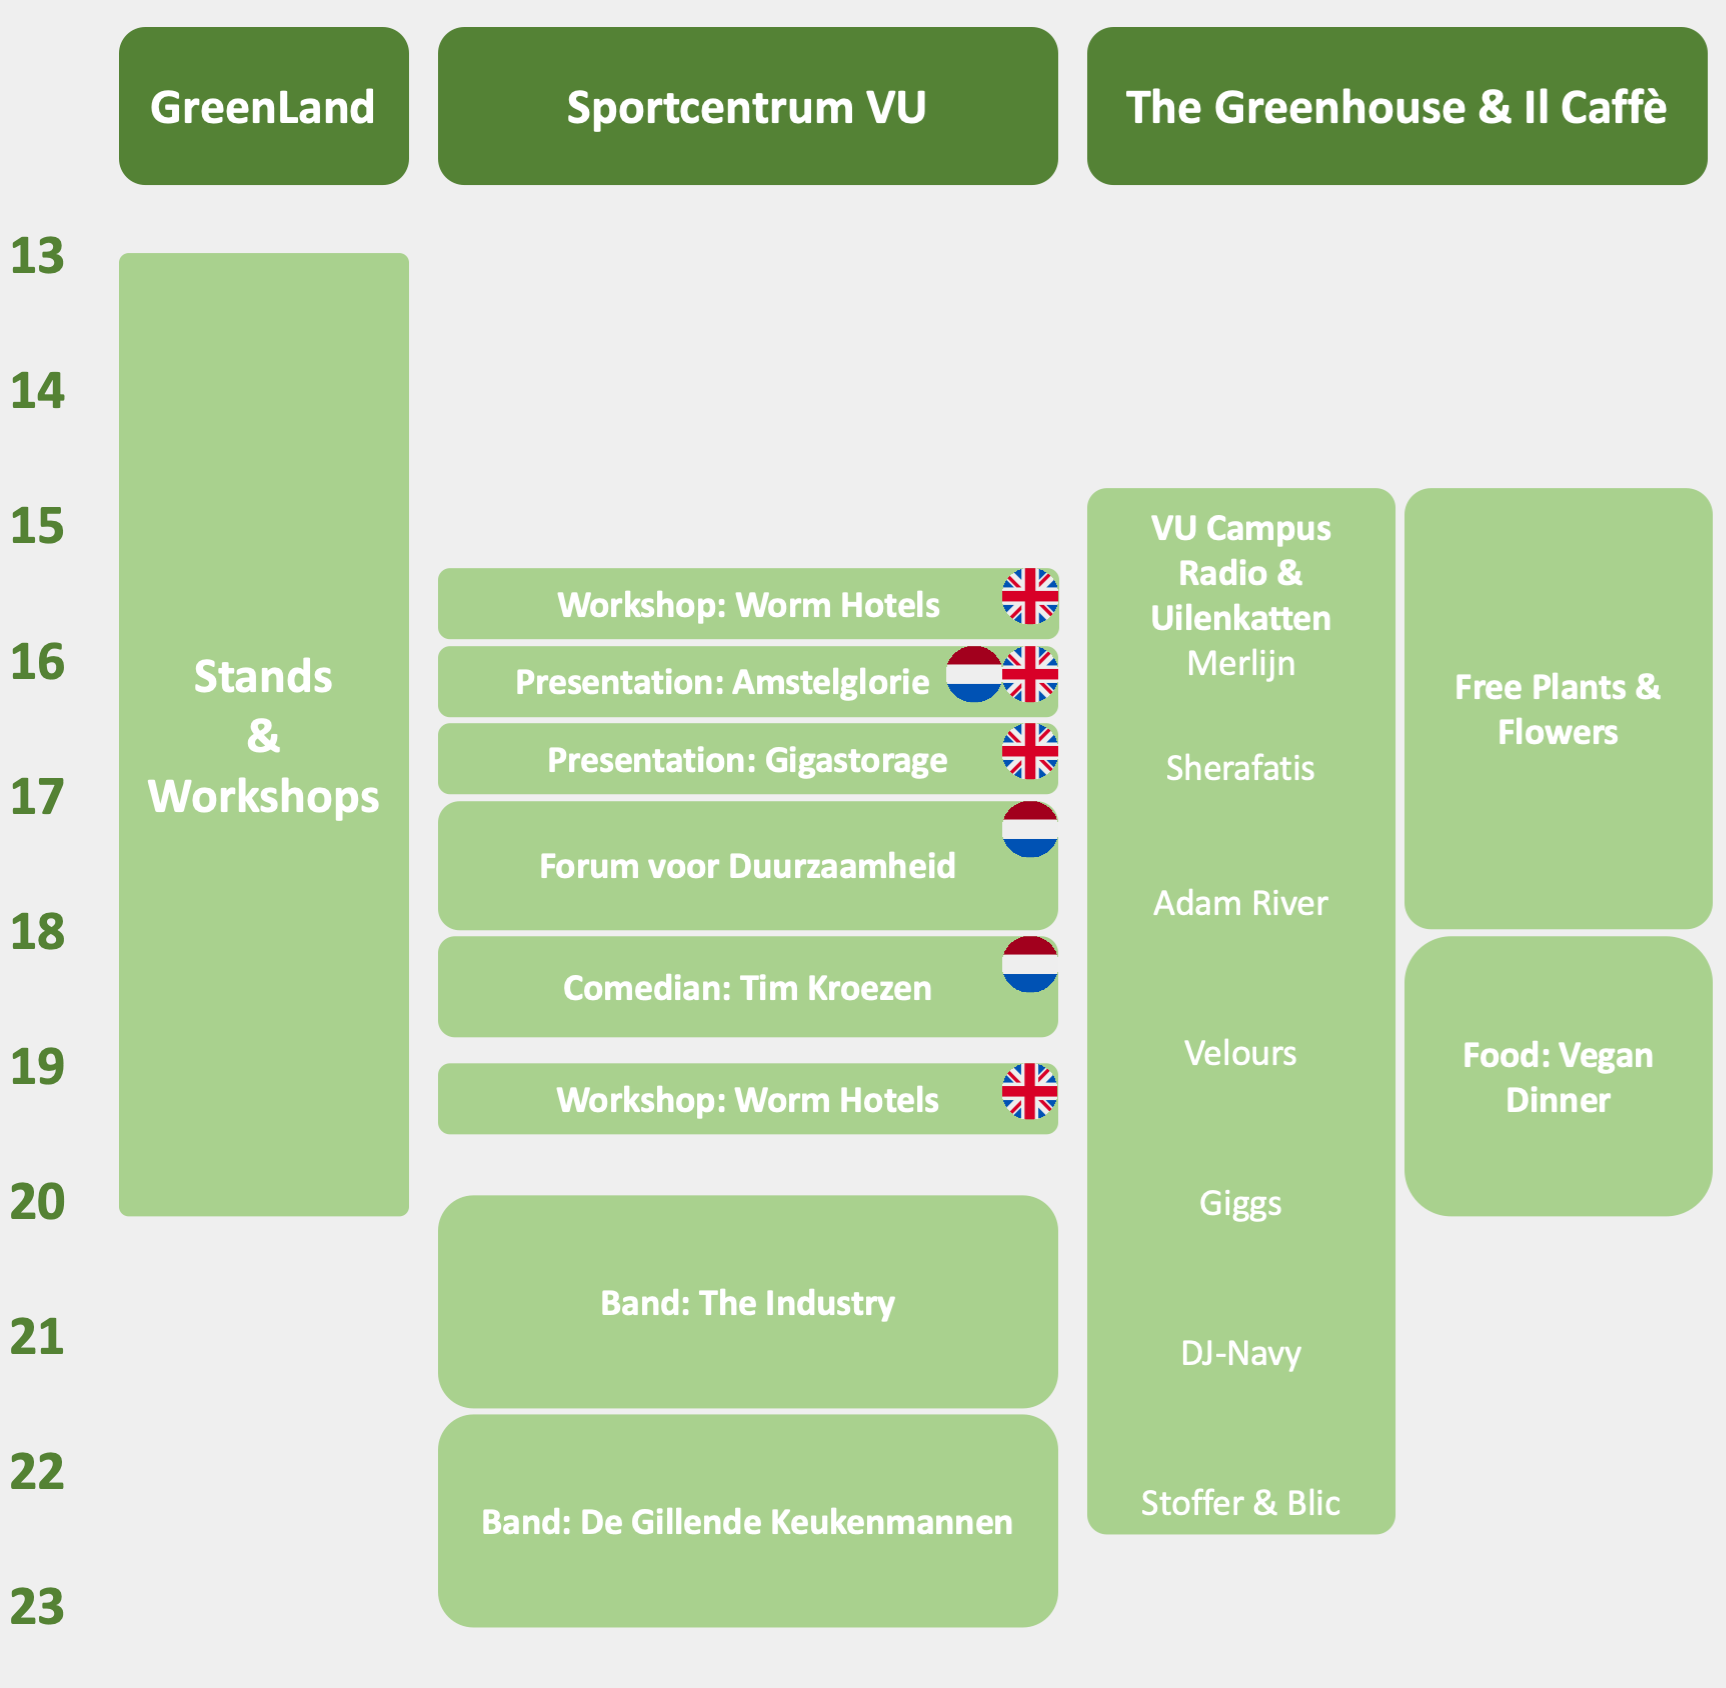 GreenLand
Sportcentrum VU
The Greenhouse & Il Caffè
13
14
15
16
17
18
19
20
21
22
23
Stands
&
Workshops
Workshop: Worm Hotels
Presentation: Amstelglorie
Presentation: Gigastorage
Forum voor Duurzaamheid
Comedian: Tim Kroezen
Workshop: Worm Hotels
Band: The Industry
Band: De Gillende Keukenmannen
VU Campus
Radio &
Uilenkatten
Merlijn
Sherafatis
Adam River
Velours
Giggs
DJ-Navy
Stoffer & Blic
Free Plants &
Flowers
Food: Vegan
Dinner